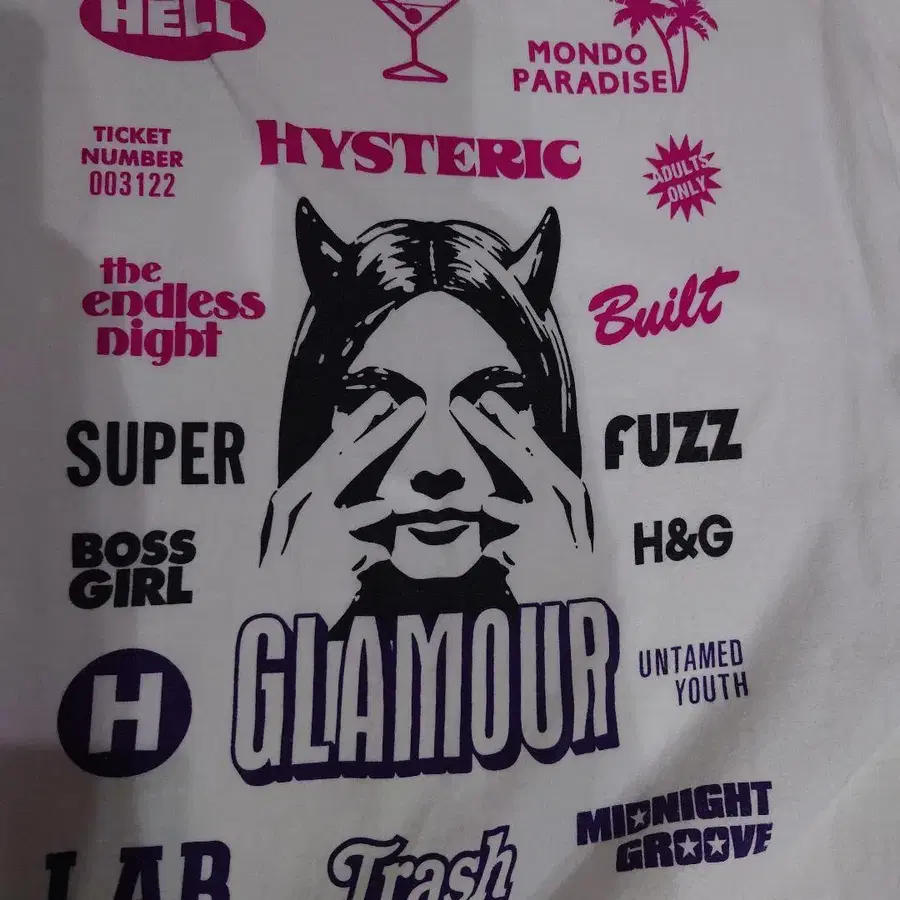 HELL
MONDO
PARADISE
TICKET
NUMBER
003122
HYSTERIC
ADULTS
ONLY
the
endless
night
Built
SUPER
FUZZ
BOSS
GIRL
H&G
GLAMOUR
UNTAMED
YOUTH
H
MIDNIGHT
GROOVE
LAB
Trash